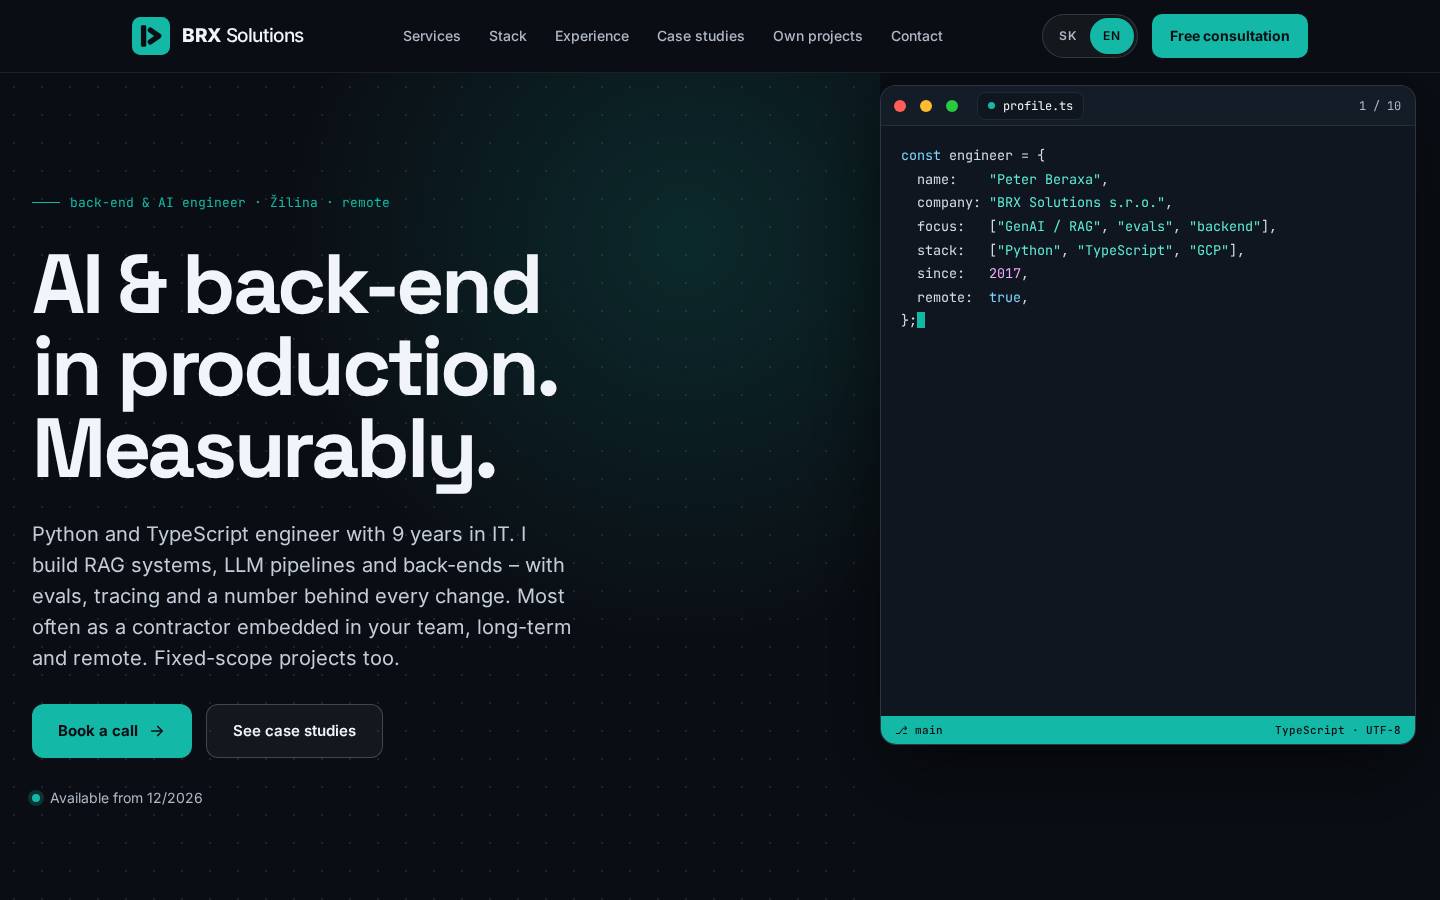 BRX Solutions
Services
Stack
Experience
Case studies
Own projects
Contact
SK
EN
Free consultation
back-end & AI engineer · Žilina · remote
AI & back-end
in production.
Measurably.
Python and TypeScript engineer with 9 years in IT. I
build RAG systems, LLM pipelines and back-ends – with
evals, tracing and a number behind every change. Most
often as a contractor embedded in your team, long-term
and remote. Fixed-scope projects too.
Book a call →
See case studies
Available from 12/2026
profile.ts
1 / 10
const engineer = {
  name:    "Peter Beraxa",
  company: "BRX Solutions s.r.o.",
  focus:   ["GenAI / RAG", "evals", "backend"],
  stack:   ["Python", "TypeScript", "GCP"],
  since:   2017,
  remote:  true,
};
⎇ main
TypeScript · UTF-8